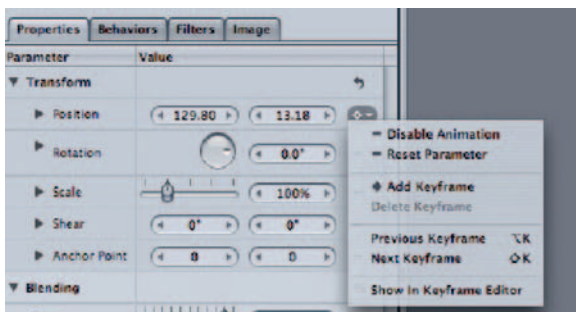 Properties Behaviors Filters Image
Parameter Value
Transform
Position 129.80 13.18
Disable Animation
Rotation 0.0°
Reset Parameter
Scale 100%
Add Keyframe
Delete Keyframe
Shear 0° 0°
Previous Keyframe ⌥K
Anchor Point 0 0
Next Keyframe ⇧K
Blending
Show In Keyframe Editor